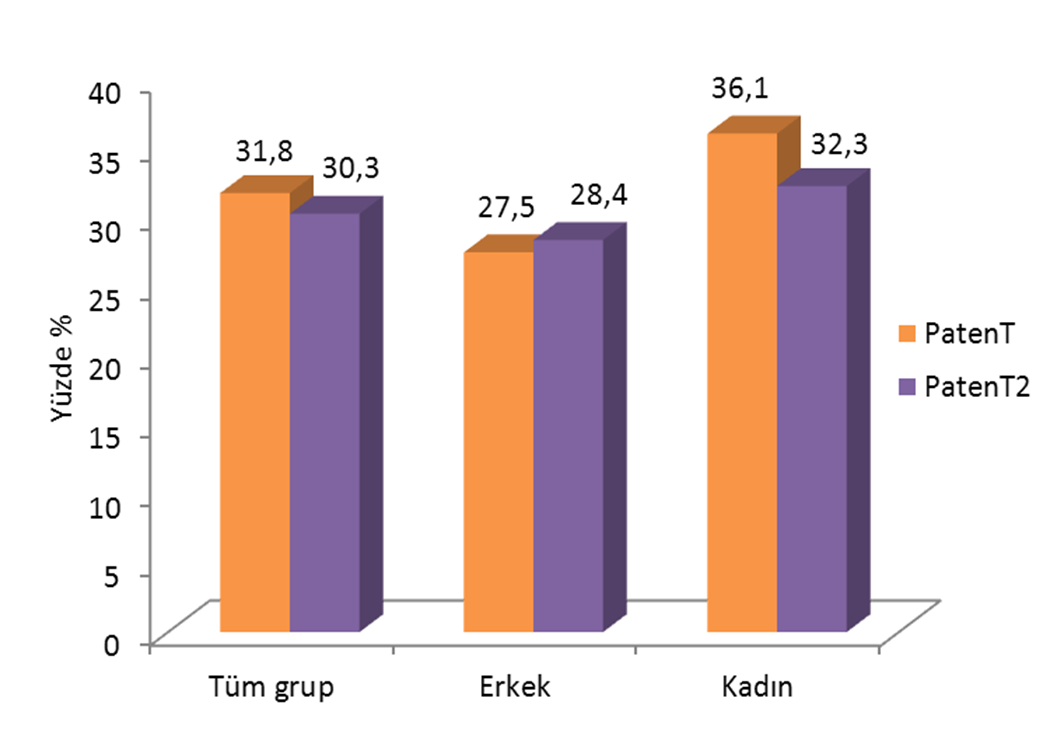 40
35
30
25
20
15
10
5
0
Yüzde %
31,8
30,3
27,5
28,4
36,1
32,3
Tüm grup
Erkek
Kadın
PatenT
PatenT2